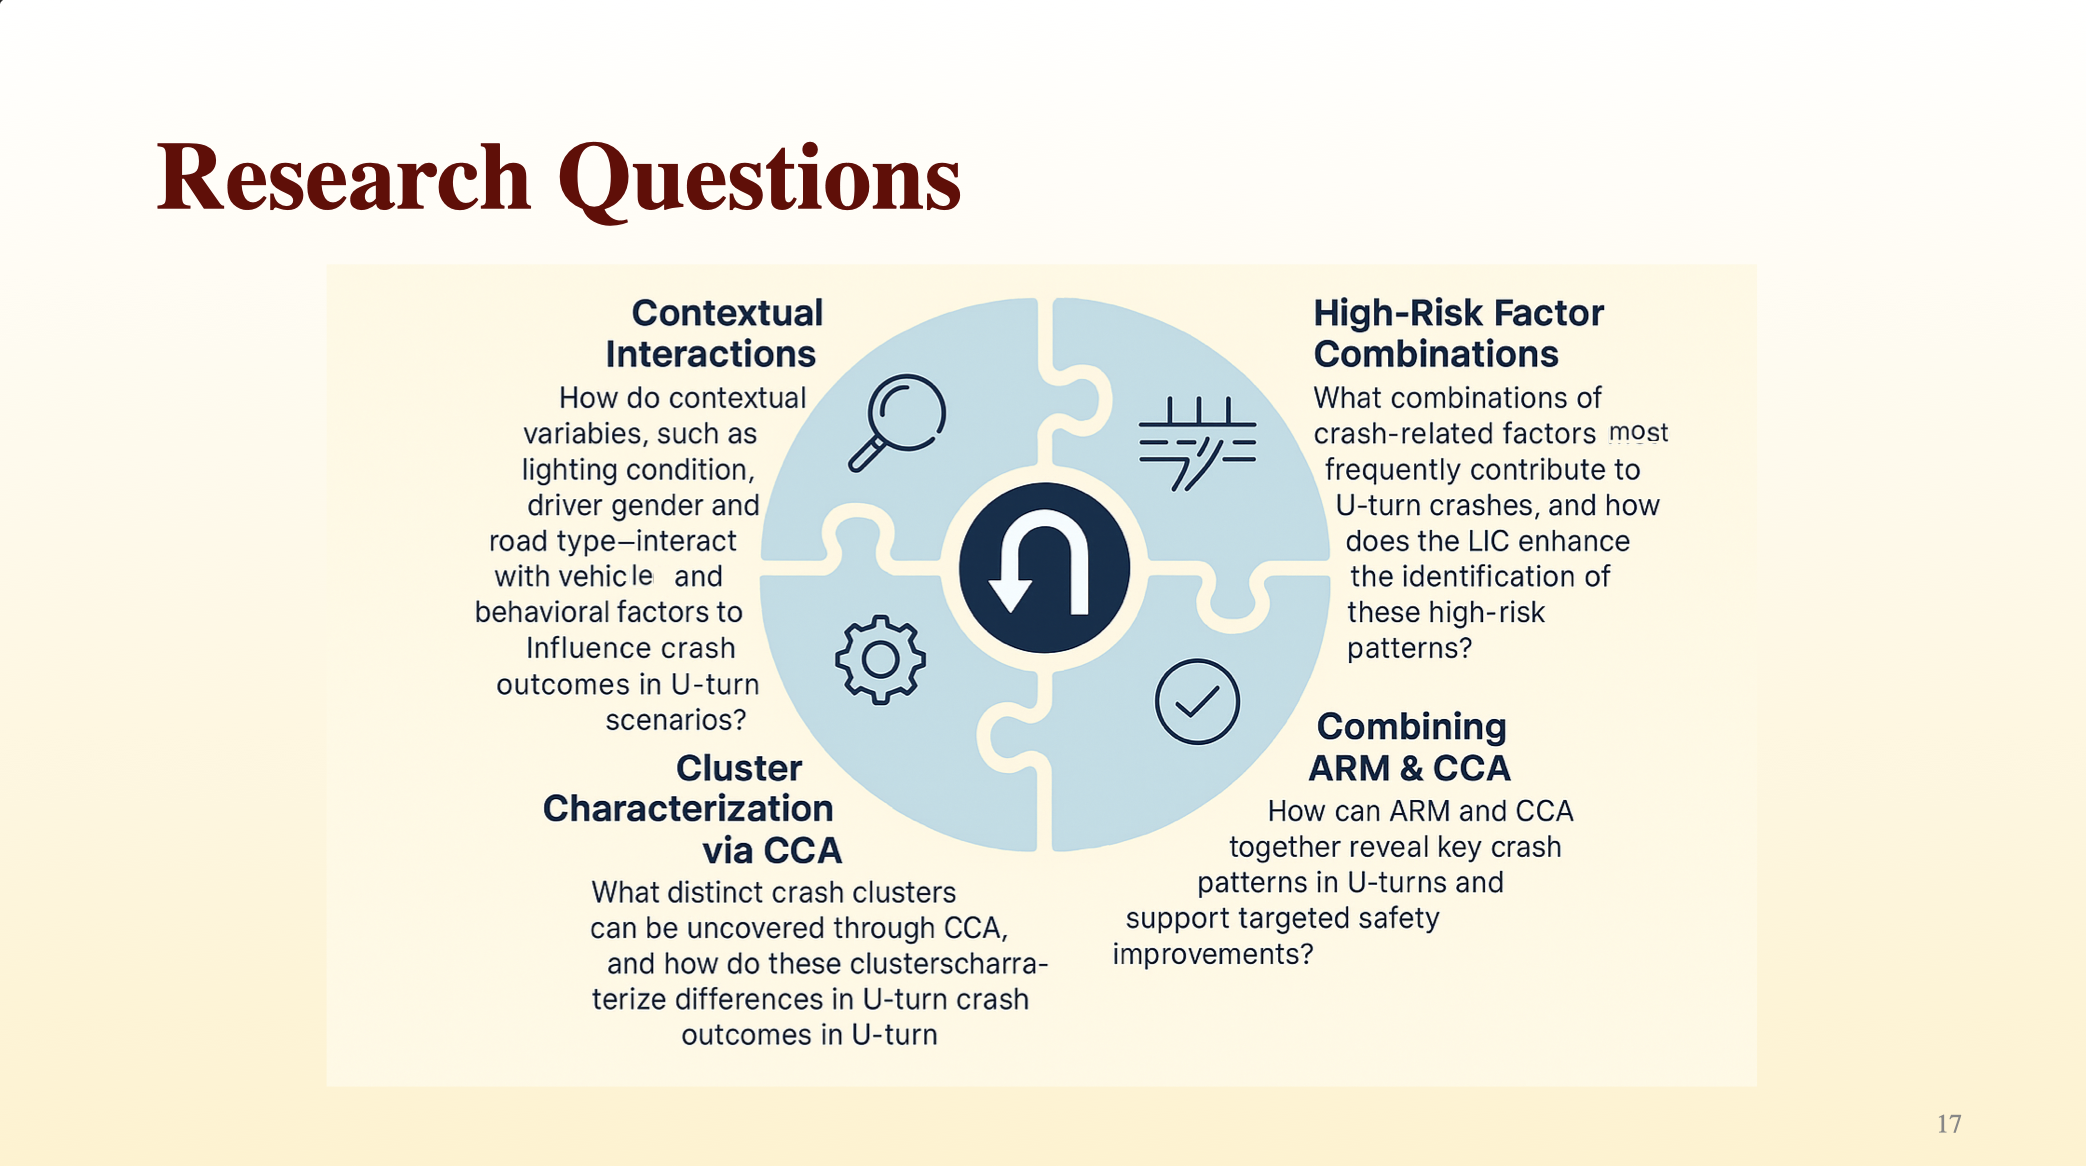 Research Questions
Contextual
Interactions
How do contextual
variabies, such as
lighting condition,
driver gender and
road type–interact
with vehicle and
behavioral factors to
Influence crash
outcomes in U-turn
scenarios?
High-Risk Factor
Combinations
What combinations of
crash-related factors most
frequently contribute to
U-turn crashes, and how
does the LIC enhance
the identification of
these high-risk
patterns?
Cluster
Characterization
via CCA
What distinct crash clusters
can be uncovered through CCA,
and how do these clusterscharra-
terize differences in U-turn crash
outcomes in U-turn
Combining
ARM & CCA
How can ARM and CCA
together reveal key crash
patterns in U-turns and
support targeted safety
improvements?
17